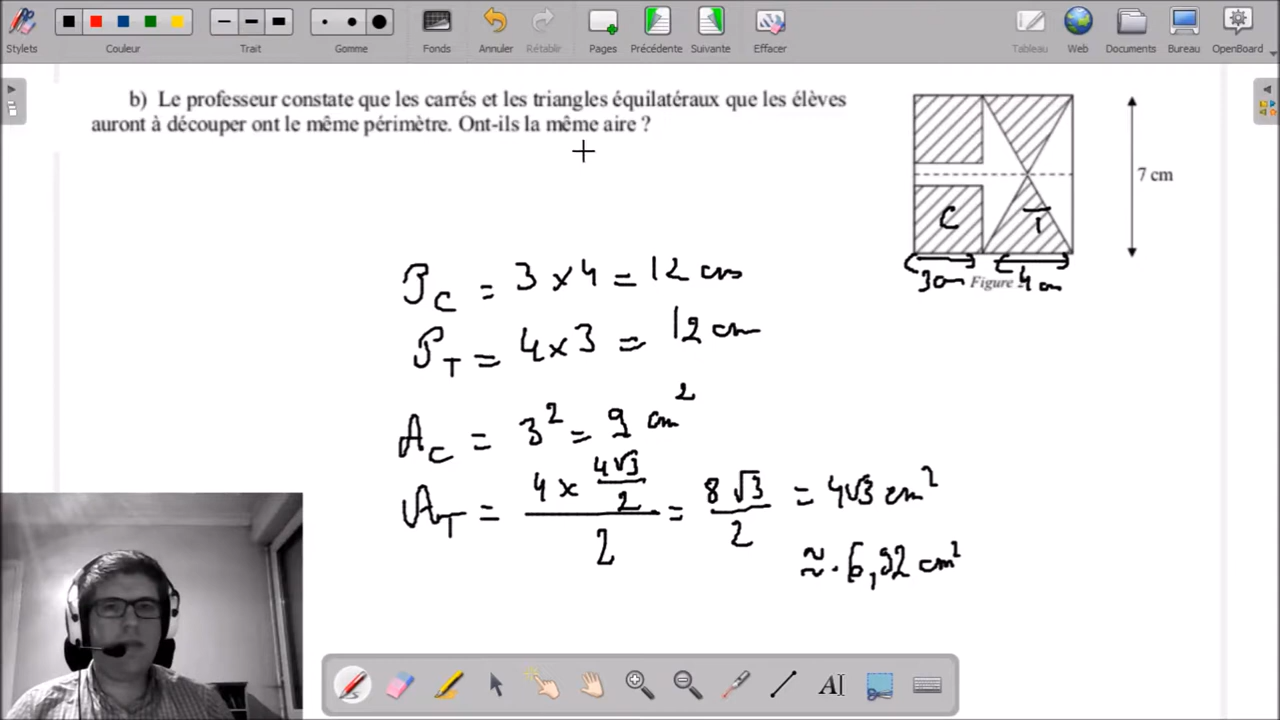 Stylets Couleur Trait Gomme Fonds Annuler Rétablir Pages Précédente Suivante Effacer Tableau Web Documents Bureau OpenBoard
b) Le professeur constate que les carrés et les triangles équilatéraux que les élèves
auront à découper ont le même périmètre. Ont-ils la même aire ?
7 cm
C T
3cm 4 cm
Figure
P_C = 3 × 4 = 12 cm
P_T = 4 × 3 = 12 cm
A_C = 3² = 9 cm²
A_T = (4 × (4√3)/2)/2 = (8√3)/2 = 4√3 cm²
≈ 6,92 cm²
AI